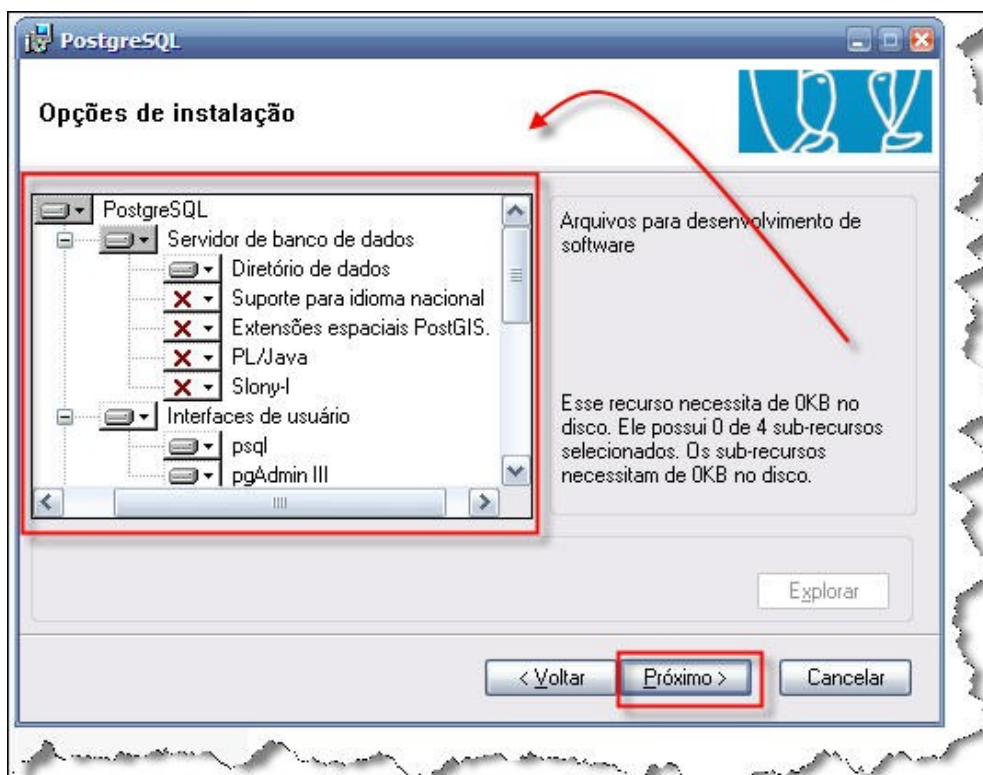 PostgreSQL
Opções de instalação
PostgreSQL
Servidor de banco de dados
Diretório de dados
Suporte para idioma nacional
Extensões espaciais PostGIS.
PL/Java
Slony-I
Interfaces de usuário
psql
pgAdmin III
Arquivos para desenvolvimento de
software
Esse recurso necessita de 0KB no
disco. Ele possui 0 de 4 sub-recursos
selecionados. Os sub-recursos
necessitam de 0KB no disco.
Explorar
< Voltar
Próximo >
Cancelar